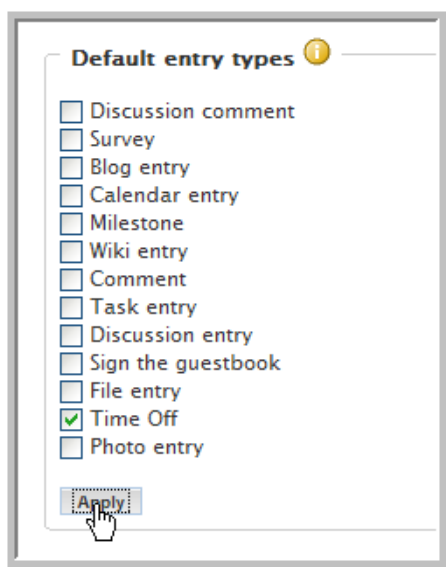 Default entry types
Discussion comment
Survey
Blog entry
Calendar entry
Milestone
Wiki entry
Comment
Task entry
Discussion entry
Sign the guestbook
File entry
Time Off
Photo entry
Apply